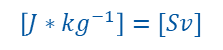 [J * kg⁻¹] = [Sv]